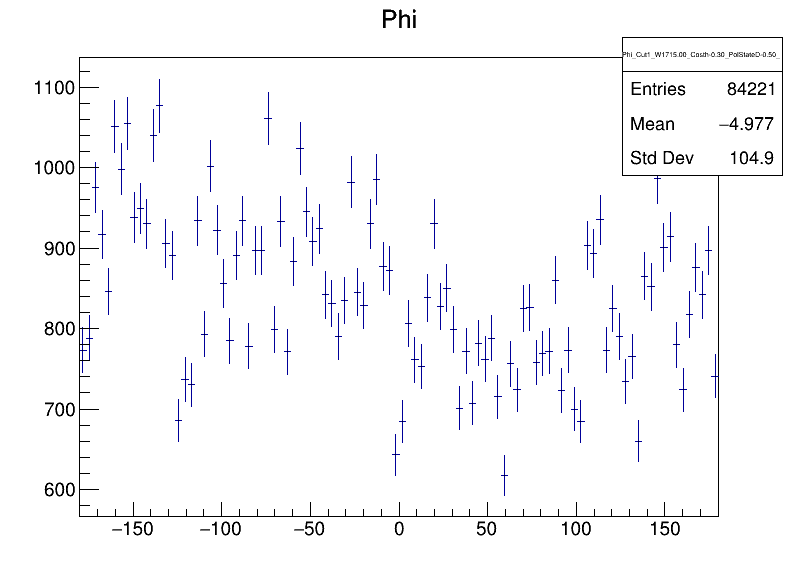 Phi
Phi_Cut1_W1715.00_Costh-0.30_PolStateD-0.50_
Entries 84221
Mean −4.977
Std Dev 104.9
1100
1000
900
800
700
600
−150 −100 −50 0 50 100 150